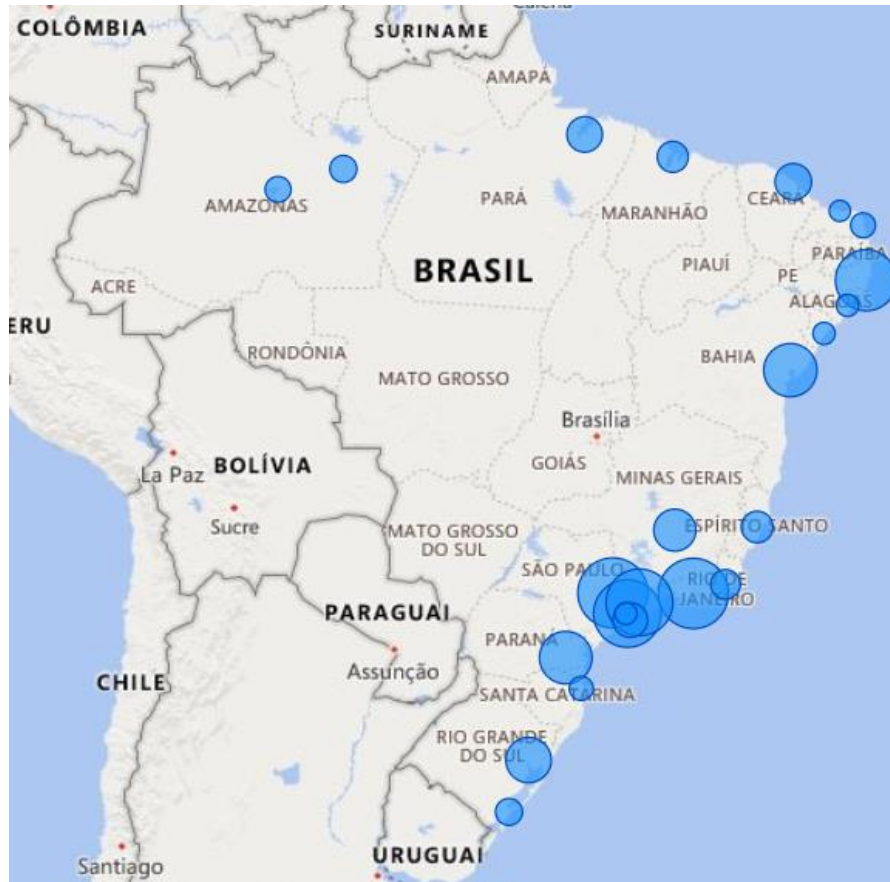 COLÔMBIA
SURINAME
AMAPÁ
AMAZONAS
PARÁ
MARANHÃO
CEARÁ
PARAÍBA
PE
PIAUÍ
ALAGOAS
ACRE
BRASIL
ERU
RONDÔNIA
MATO GROSSO
BAHIA
Brasília
GOIÁS
MINAS GERAIS
La Paz
BOLÍVIA
Sucre
MATO GROSSO
DO SUL
ESPÍRITO SANTO
SÃO PAULO
RIO DE
JANEIRO
PARAGUAI
PARANÁ
Assunção
CHILE
SANTA CATARINA
RIO GRANDE
DO SUL
URUGUAI
Santiago